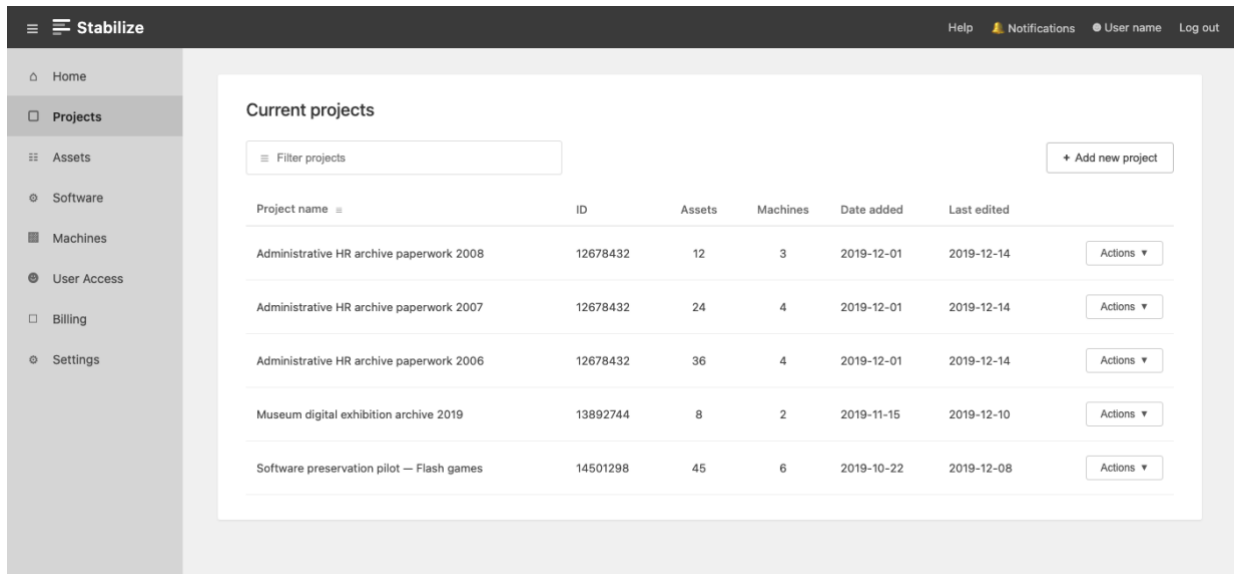 Stabilize Help Notifications User name Log out
Home
Projects
Assets
Software
Machines
User Access
Billing
Settings
Current projects
Filter projects + Add new project
Project name ID Assets Machines Date added Last edited
Administrative HR archive paperwork 2008 12678432 12 3 2019-12-01 2019-12-14 Actions ▼
Administrative HR archive paperwork 2007 12678432 24 4 2019-12-01 2019-12-14 Actions ▼
Administrative HR archive paperwork 2006 12678432 36 4 2019-12-01 2019-12-14 Actions ▼
Museum digital exhibition archive 2019 13892744 8 2 2019-11-15 2019-12-10 Actions ▼
Software preservation pilot — Flash games 14501298 45 6 2019-10-22 2019-12-08 Actions ▼